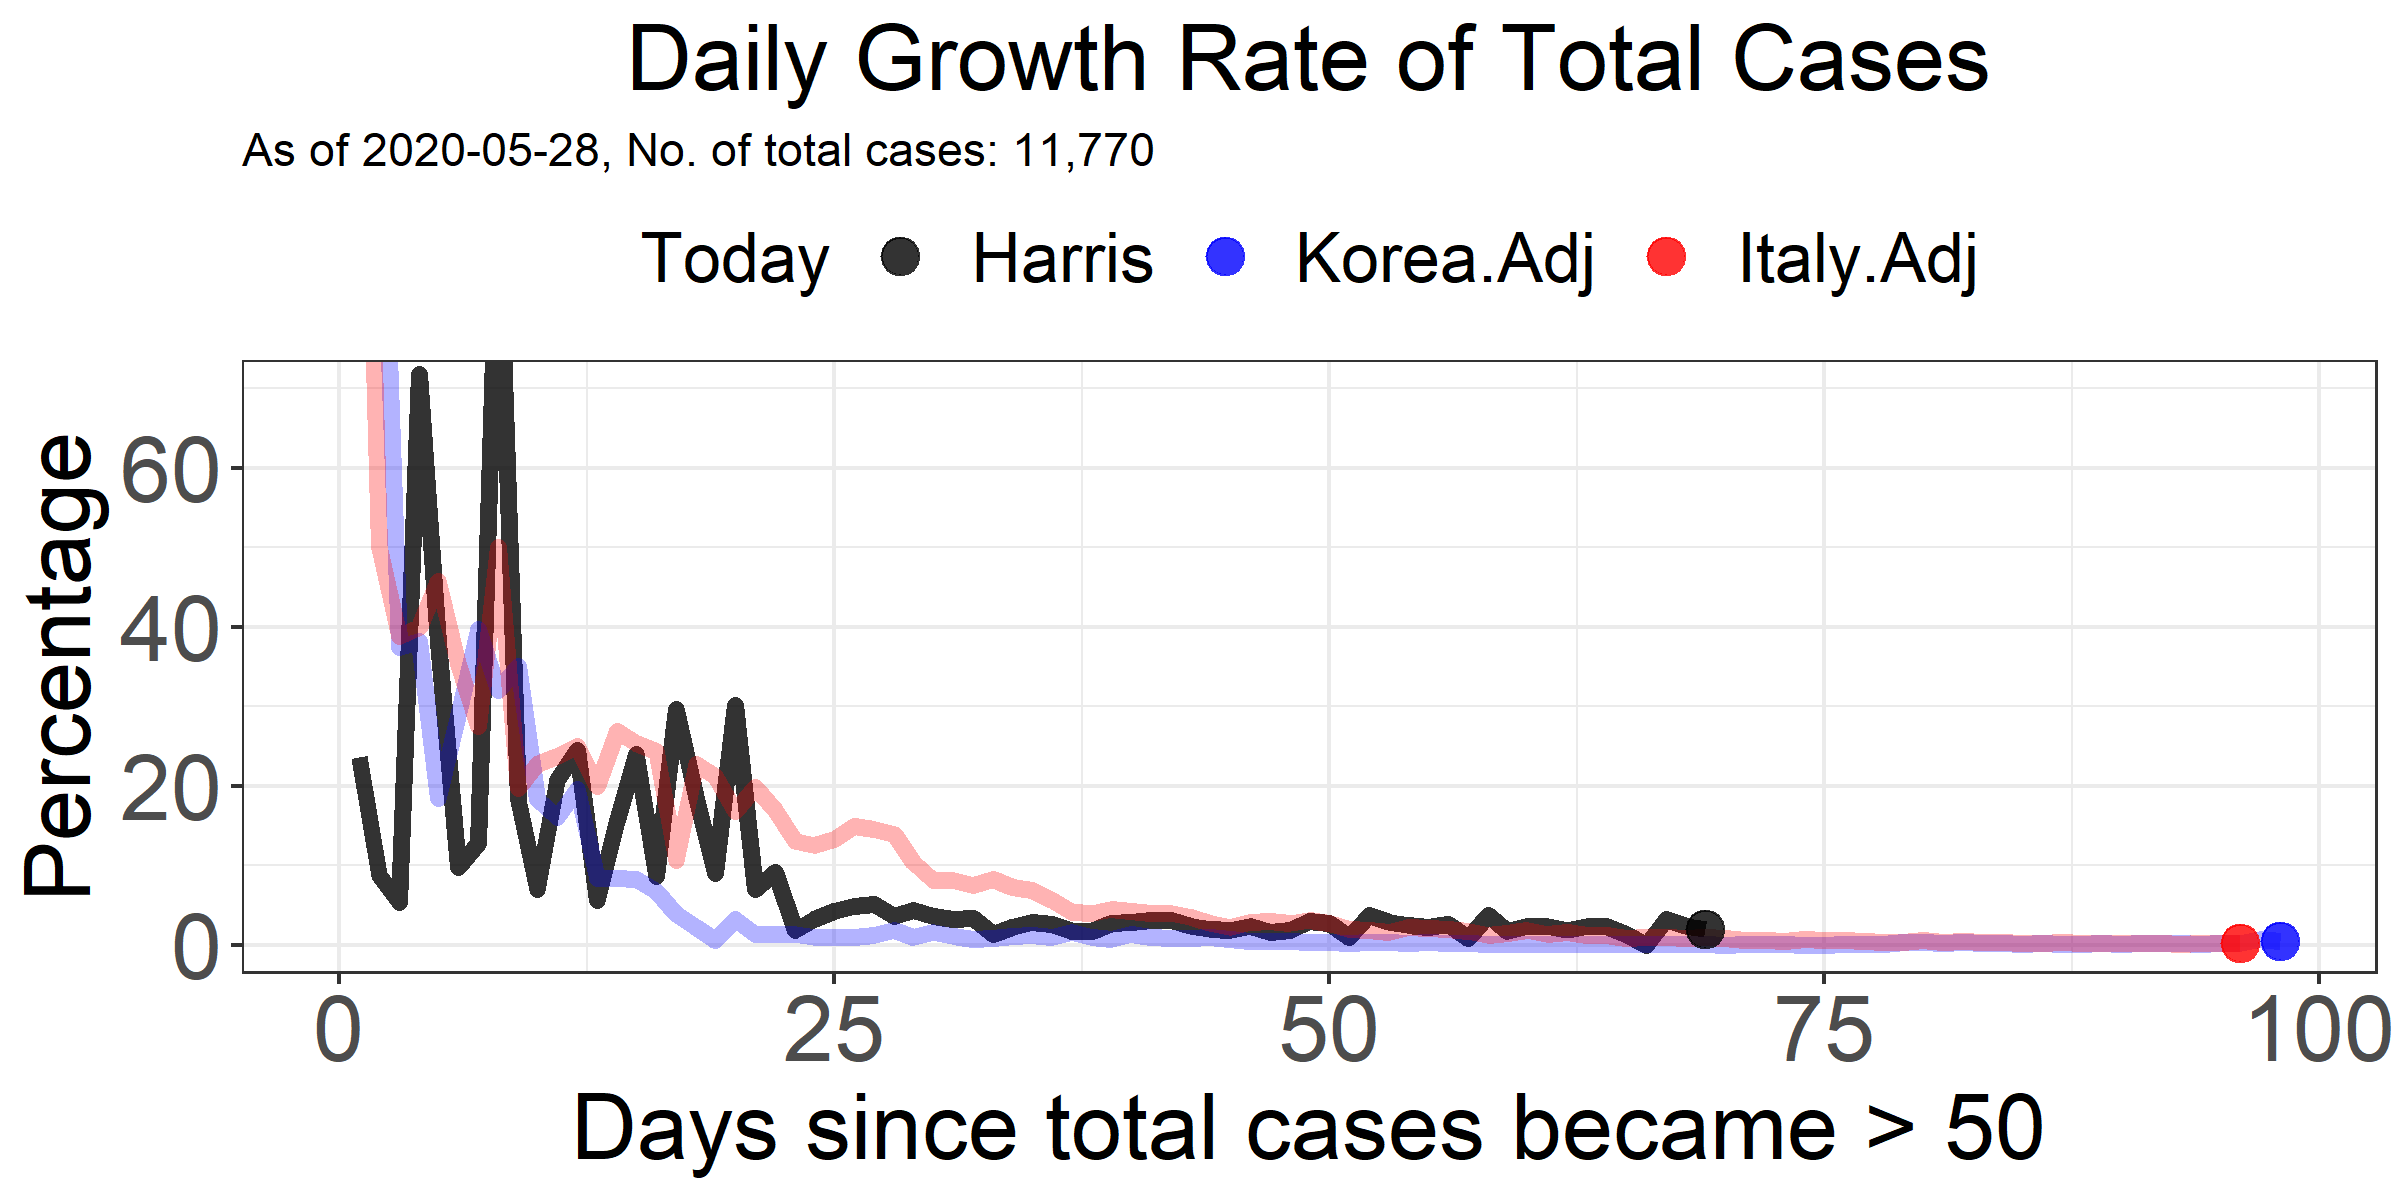 Daily Growth Rate of Total Cases
As of 2020-05-28, No. of total cases: 11,770
Today Harris Korea.Adj Italy.Adj
Percentage
60
40
20
0
0 25 50 75 100
Days since total cases became > 50